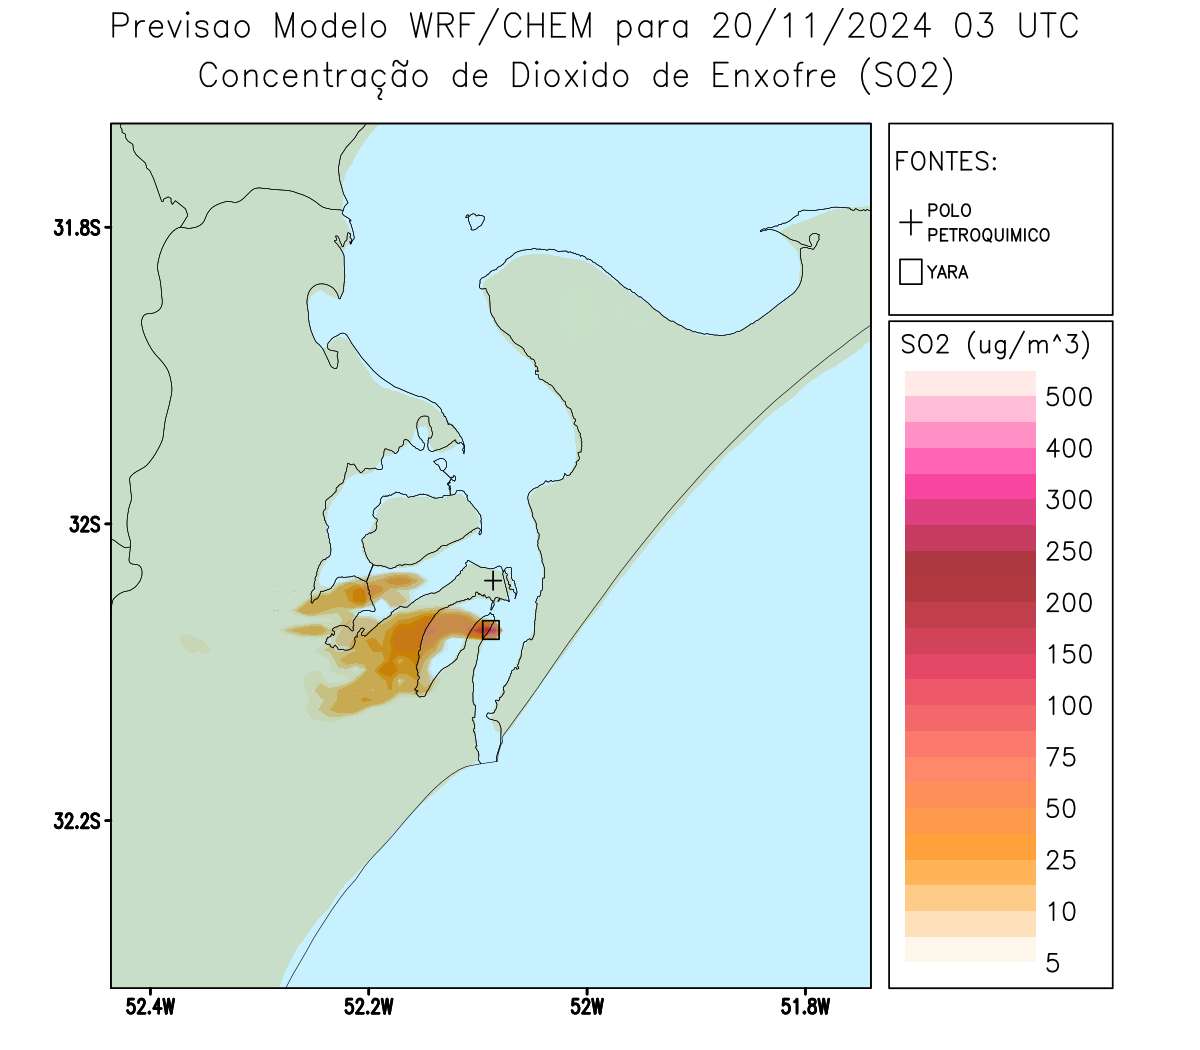 Previsao Modelo WRF/CHEM para 20/11/2024 03 UTC
Concentração de Dioxido de Enxofre (SO2)
FONTES:
POLO
PETROQUIMICO
YARA
31.8S
32S
32.2S
52.4W
52.2W
52W
51.8W
SO2 (ug/m^3)
500
400
300
250
200
150
100
75
50
25
10
5